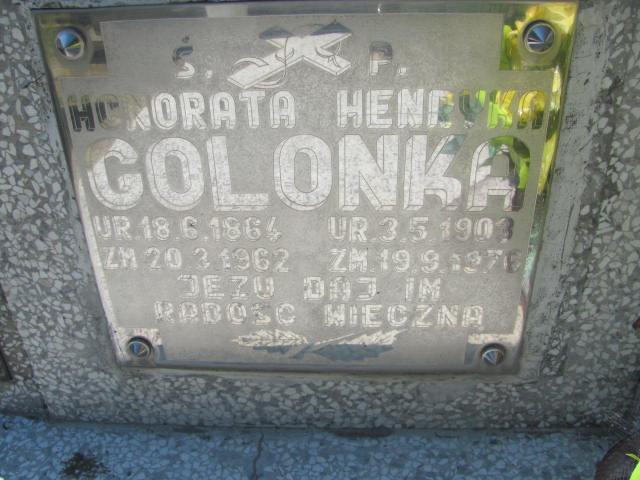 Ś. P.
HONORATA HENRYKA
GOLONKA
UR.18.6.1864 UR.3.5.1903
ZM.20.3.1962 ZM.19.9.1976
JEZU DAJ IM
RADOŚĆ WIECZNĄ